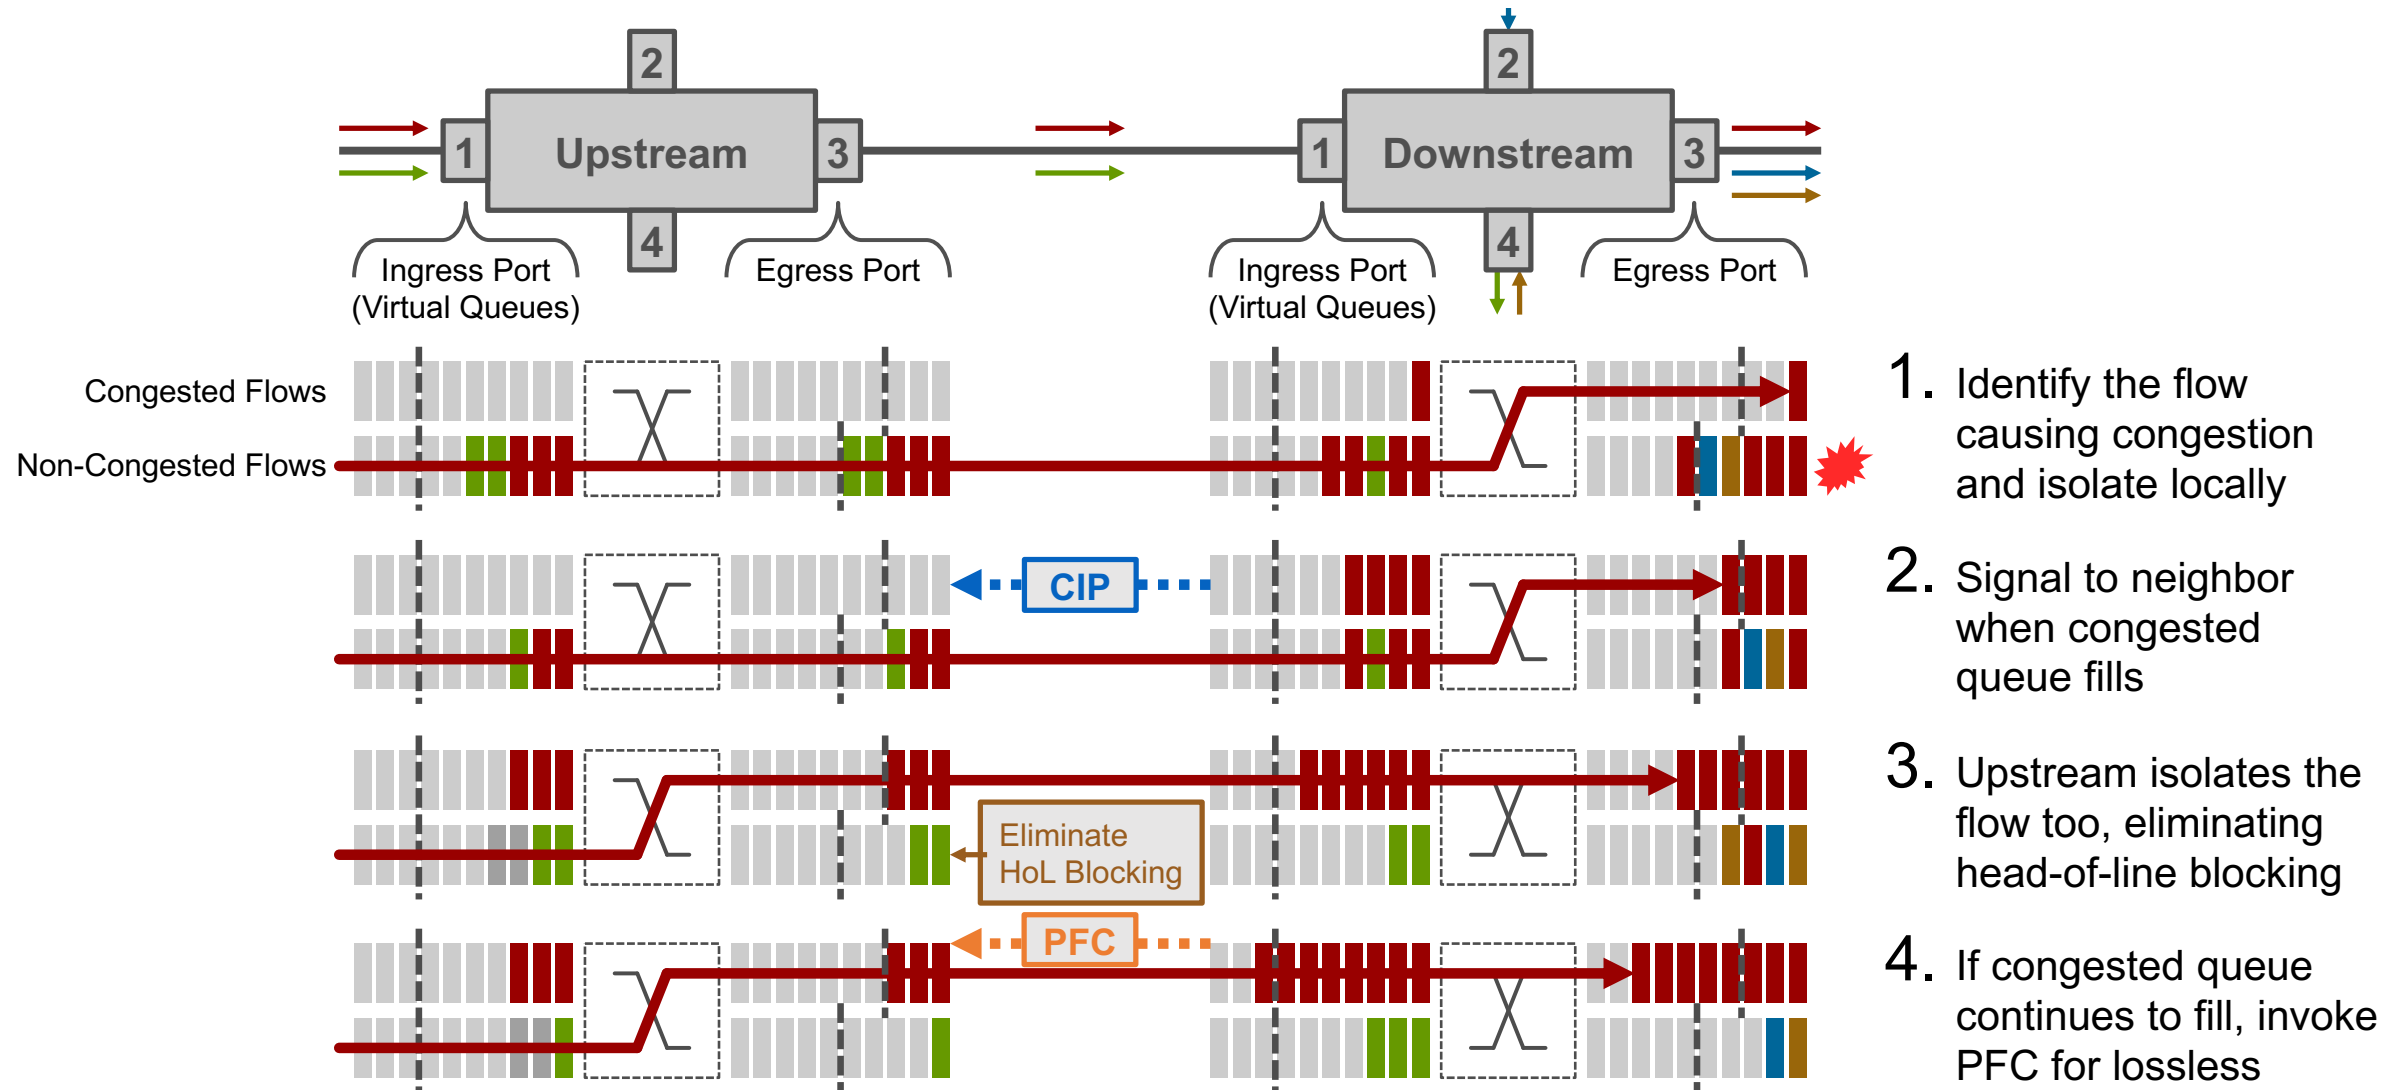 2
2
1
Upstream
3
1
Downstream
3
4
4
Ingress Port
(Virtual Queues)
Egress Port
Ingress Port
(Virtual Queues)
Egress Port
Congested Flows
Non-Congested Flows
1. Identify the flow
causing congestion
and isolate locally
CIP
2. Signal to neighbor
when congested
queue fills
Eliminate
HoL Blocking
3. Upstream isolates the
flow too, eliminating
head-of-line blocking
PFC
4. If congested queue
continues to fill, invoke
PFC for lossless